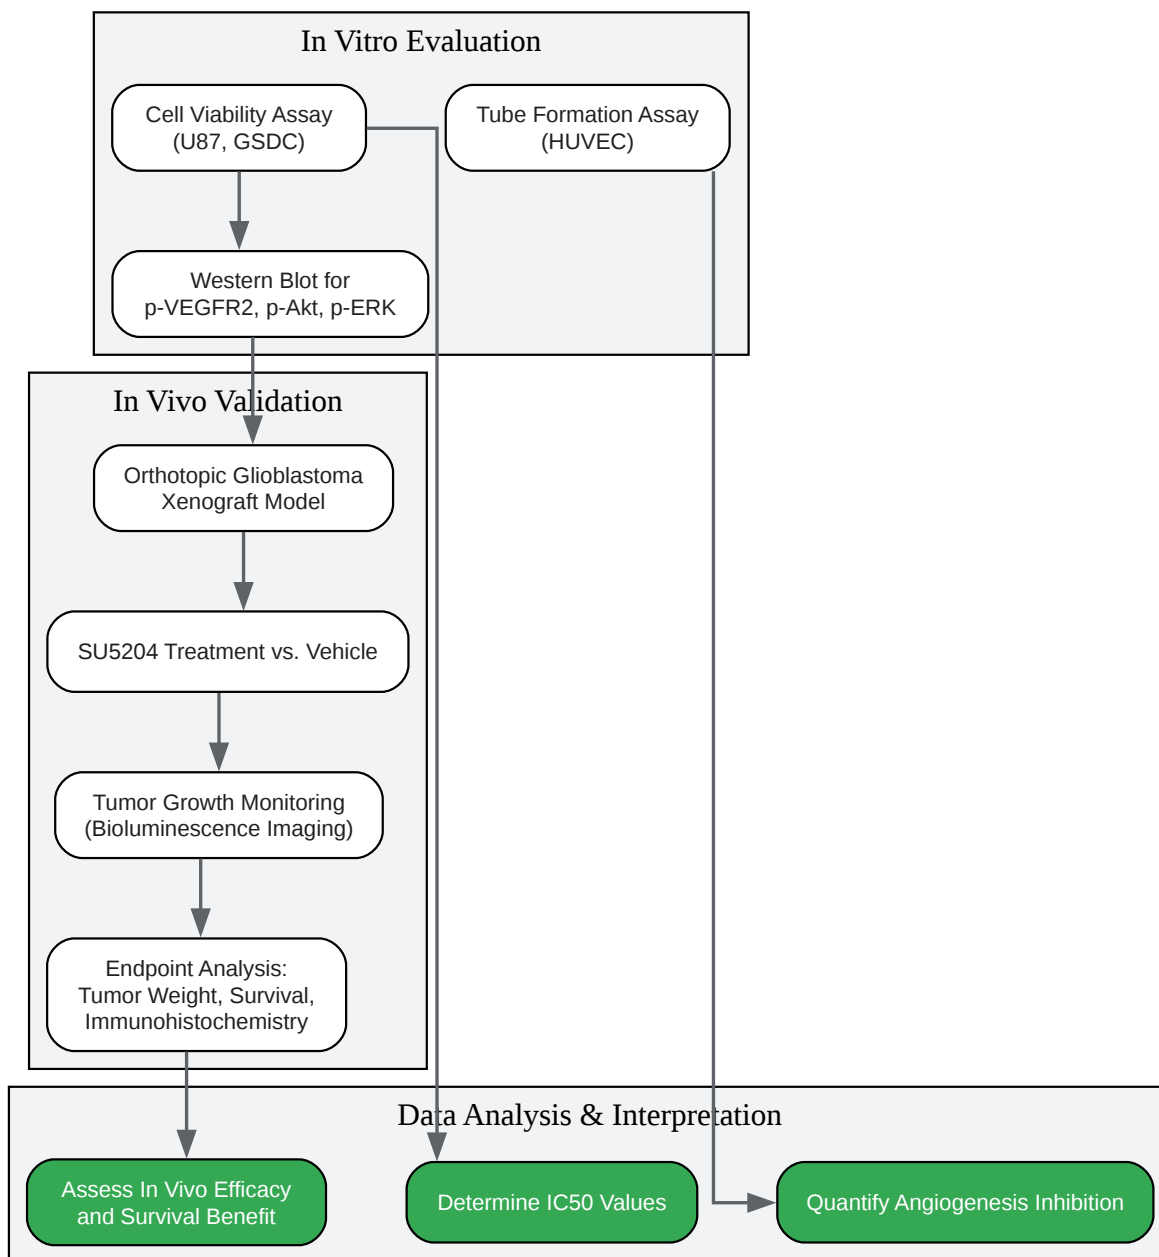 In Vitro Evaluation
Cell Viability Assay
(U87, GSDC)
Tube Formation Assay
(HUVEC)
Western Blot for
p-VEGFR2, p-Akt, p-ERK
In Vivo Validation
Orthotopic Glioblastoma
Xenograft Model
SU5204 Treatment vs. Vehicle
Tumor Growth Monitoring
(Bioluminescence Imaging)
Endpoint Analysis:
Tumor Weight, Survival,
Immunohistochemistry
Data Analysis & Interpretation
Assess In Vivo Efficacy
and Survival Benefit
Determine IC50 Values
Quantify Angiogenesis Inhibition